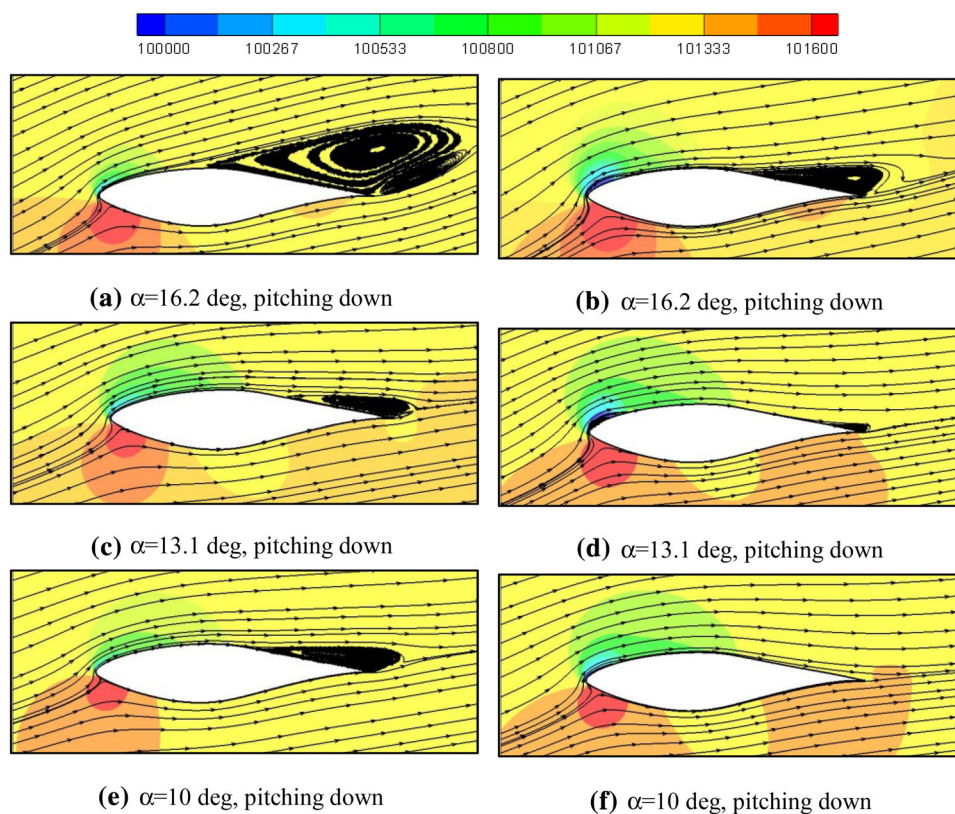 100000 100267 100533 100800 101067 101333 101600
(a) α=16.2 deg, pitching down
(b) α=16.2 deg, pitching down
(c) α=13.1 deg, pitching down
(d) α=13.1 deg, pitching down
(e) α=10 deg, pitching down
(f) α=10 deg, pitching down